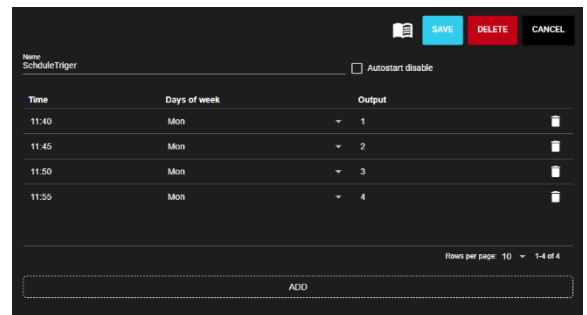 SAVE DELETE CANCEL
Name
SchduleTriger
Autostart disable
Time Days of week Output
11:40 Mon 1
11:45 Mon 2
11:50 Mon 3
11:55 Mon 4
Rows per page: 10 1-4 of 4
ADD